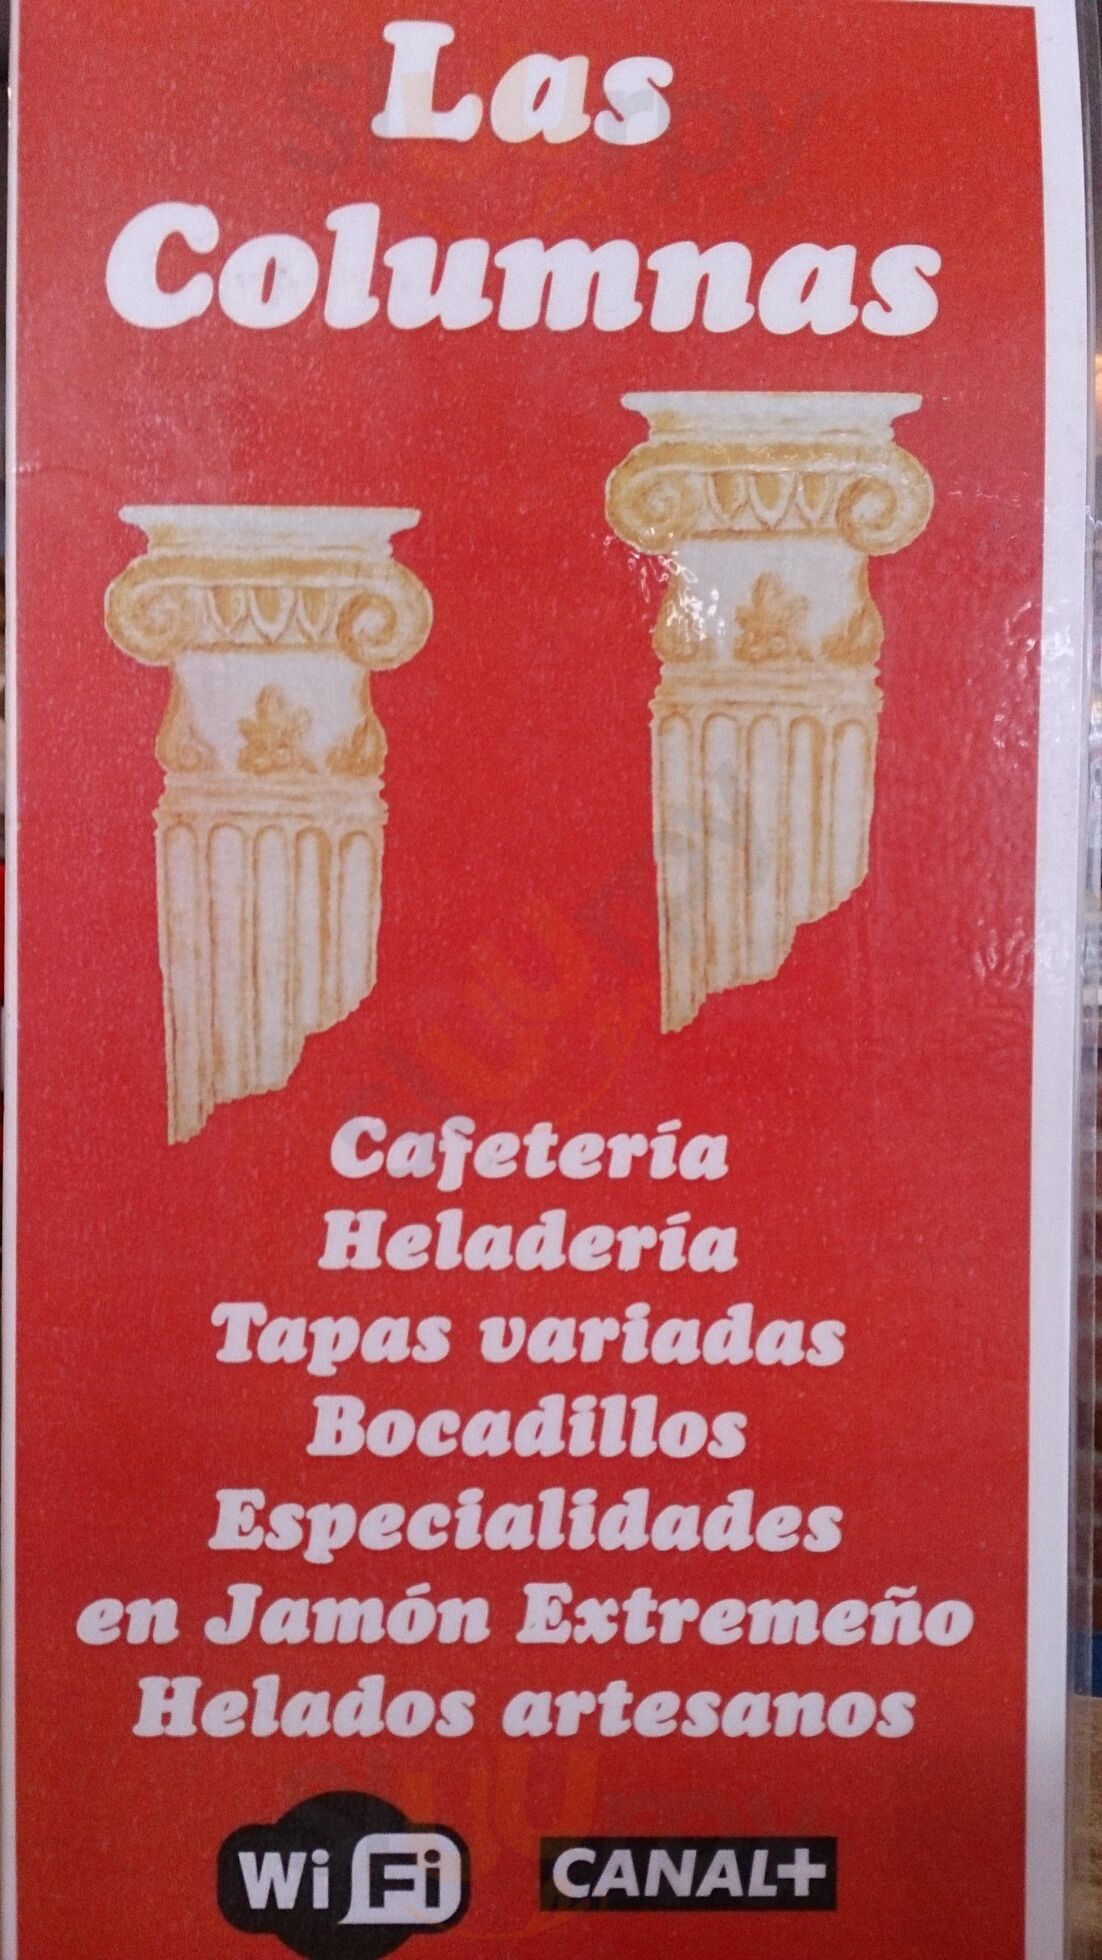 Las
Columnas
Cafetería
Heladería
Tapas variadas
Bocadillos
Especialidades
en Jamón Extremeño
Helados artesanos
WiFi CANAL+